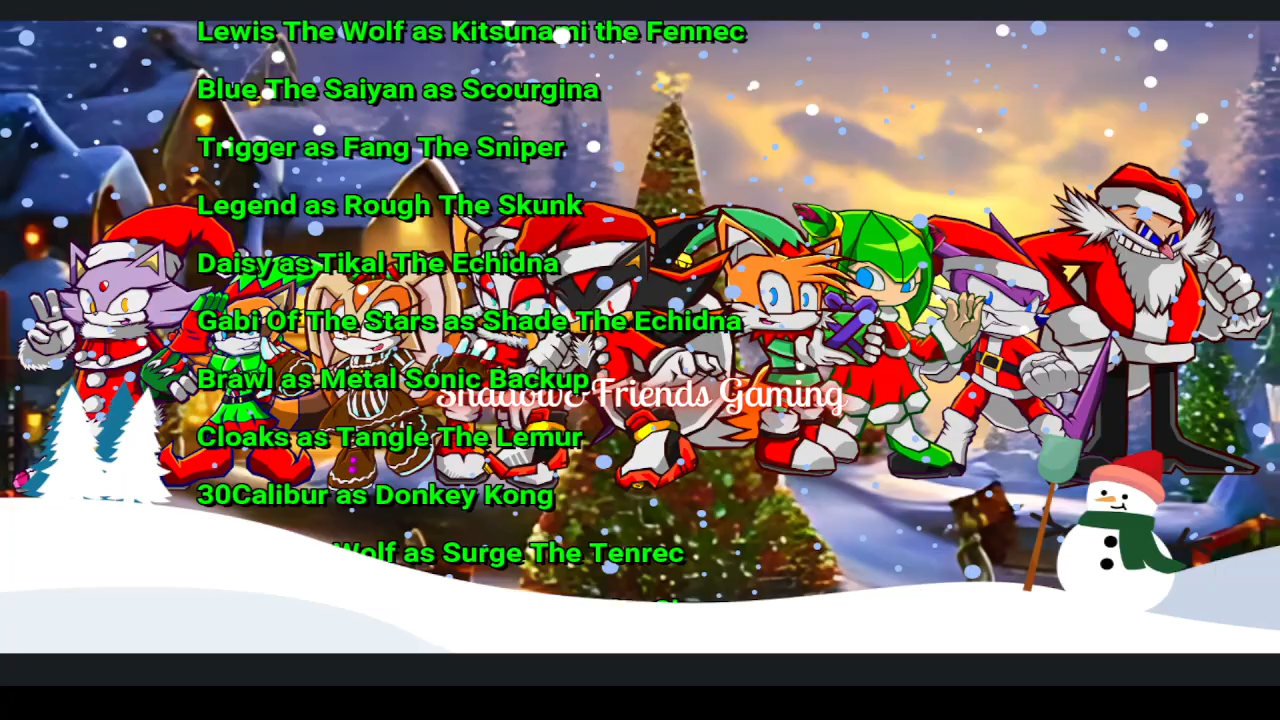 Lewis The Wolf as Kitsunami the Fennec
Blue The Saiyan as Scourgina
Trigger as Fang The Sniper
Legend as Rough The Skunk
Daisy as Tikal The Echidna
Gabi Of The Stars as Shade The Echidna
Brawl as Metal Sonic Backup
Shadow& Friends Gaming
Cloaks as Tangle The Lemur
30Calibur as Donkey Kong
Wolf as Surge The Tenrec